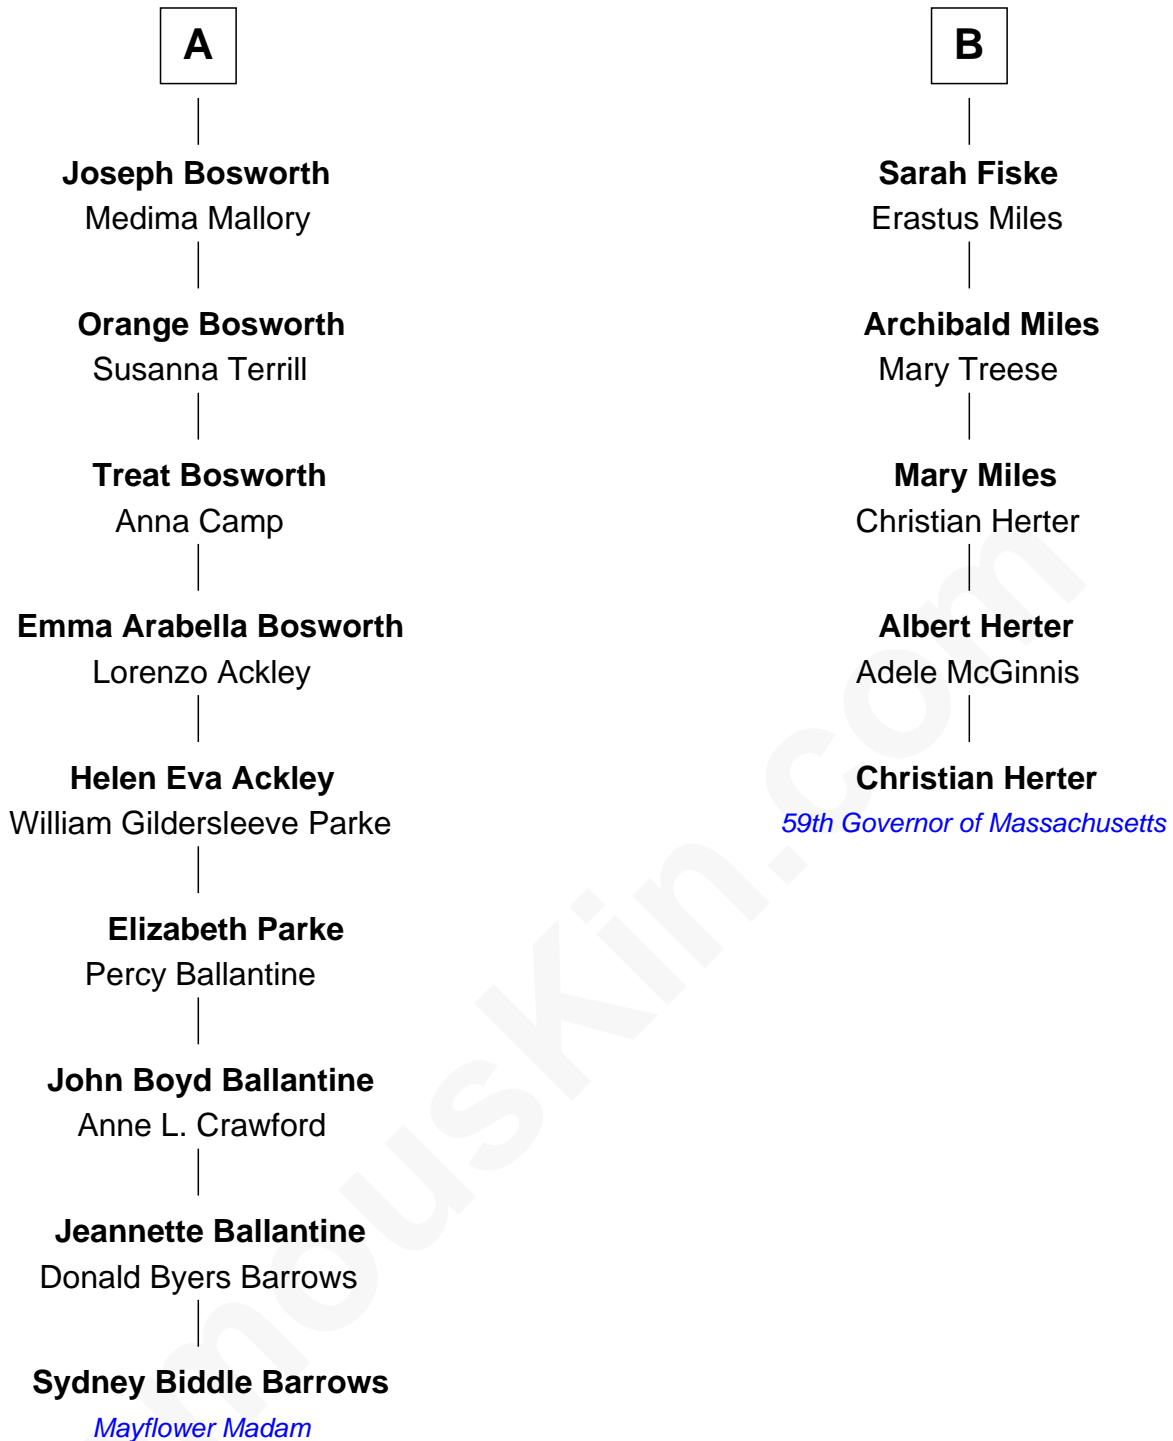 A
Joseph Bosworth
Medima Mallory
Orange Bosworth
Susanna Terrill
Treat Bosworth
Anna Camp
Emma Arabella Bosworth
Lorenzo Ackley
Helen Eva Ackley
William Gildersleeve Parke
Elizabeth Parke
Percy Ballantine
John Boyd Ballantine
Anne L. Crawford
Jeannette Ballantine
Donald Byers Barrows
Sydney Biddle Barrows
Mayflower Madam
B
Sarah Fiske
Erastus Miles
Archibald Miles
Mary Treese
Mary Miles
Christian Herter
Albert Herter
Adele McGinnis
Christian Herter
59th Governor of Massachusetts
mouskin.com